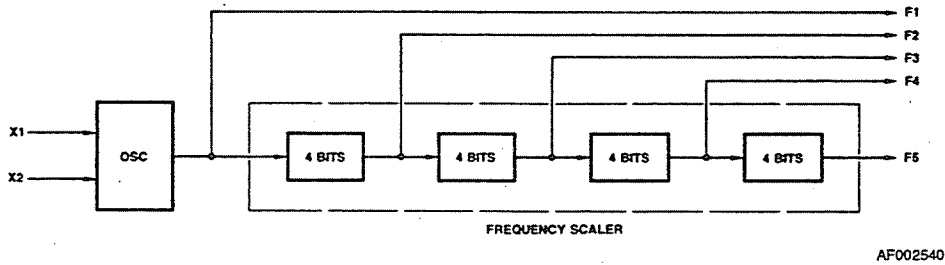 F1
F2
F3
F4
X1
OSC
4 BITS
4 BITS
4 BITS
4 BITS
F5
X2
FREQUENCY SCALER
AF002540